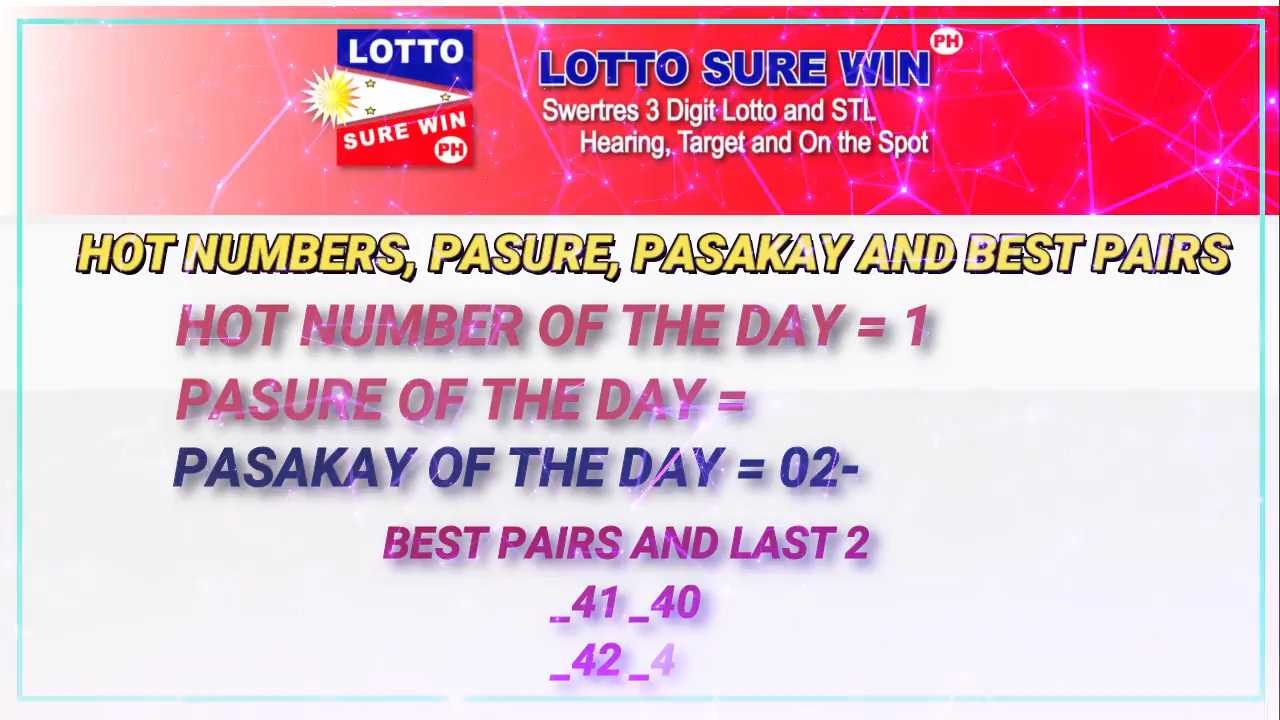 LOTTO
SURE WIN
PH
LOTTO SURE WIN PH
Swertres 3 Digit Lotto and STL
Hearing, Target and On the Spot
HOT NUMBERS, PASURE, PASAKAY AND BEST PAIRS
HOT NUMBER OF THE DAY = 1
PASURE OF THE DAY =
PASAKAY OF THE DAY = 02-
BEST PAIRS AND LAST 2
_41 _40
_42 _4